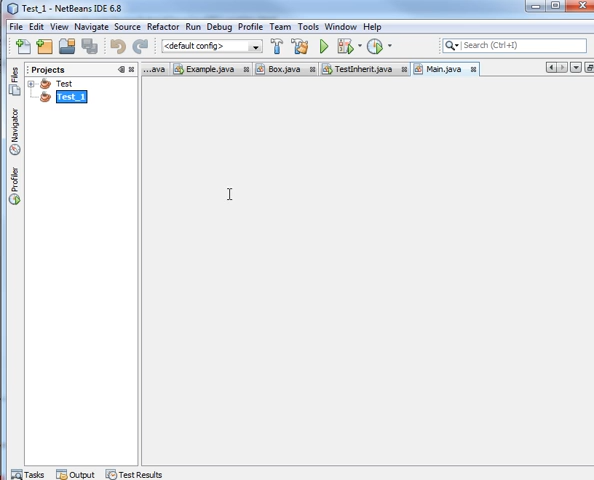 Test_1 - NetBeans IDE 6.8
File Edit View Navigate Source Refactor Run Debug Profile Team Tools Window Help
<default config> Search (Ctrl+I)
Projects ...ava Example.java Box.java TestInherit.java Main.java
Files
Test
Test_1
Navigator
Profiler
Tasks Output Test Results